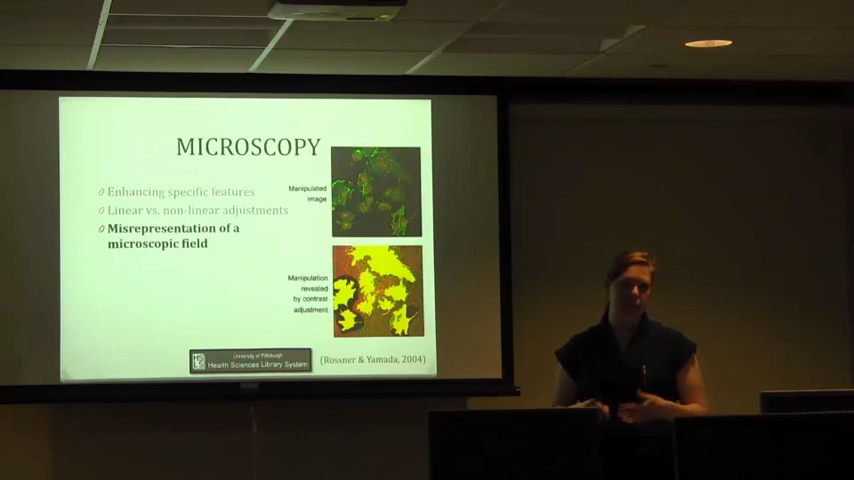 MICROSCOPY
Enhancing specific features
Linear vs. non-linear adjustments
Misrepresentation of a
microscopic field
Manipulated
image
Manipulation
revealed
by contrast
adjustment
University of Pittsburgh
Health Sciences Library System
(Rossner & Yamada, 2004)